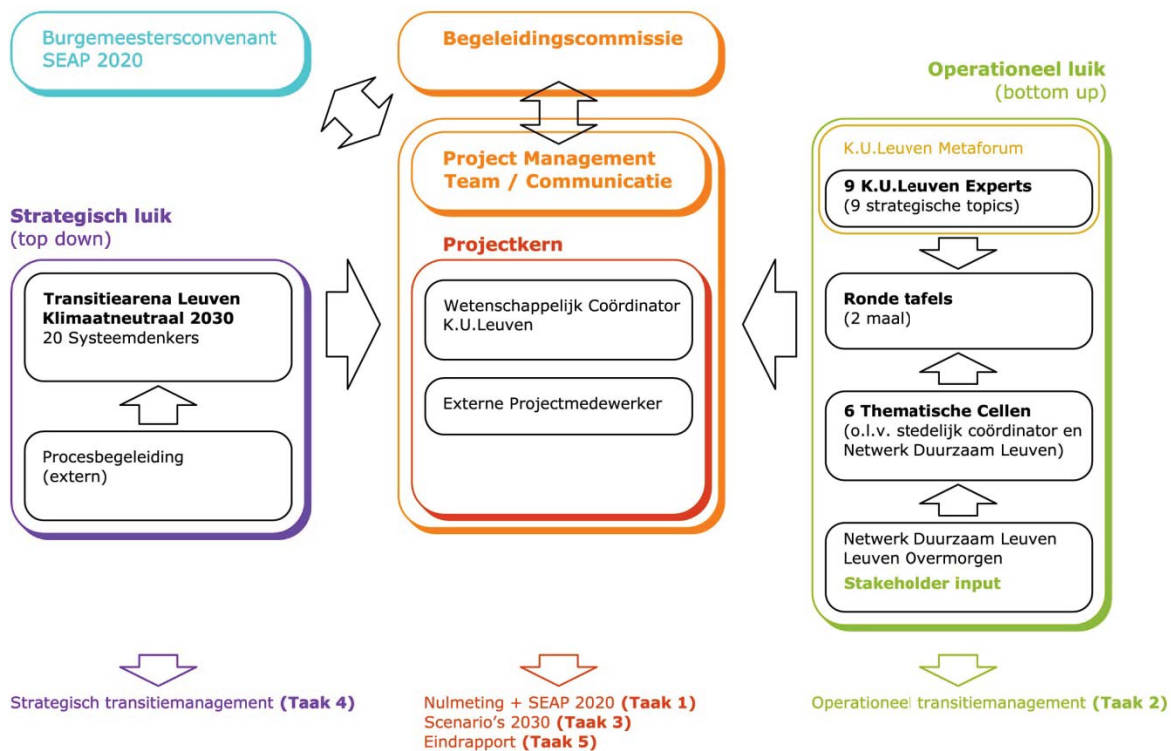 Burgemeestersconvenant
SEAP 2020
Begeleidingscommissie
Project Management
Team / Communicatie
Strategisch luik
(top down)
Transitiearena Leuven
Klimaatneutraal 2030
20 Systeemdenkers
Procesbegeleiding
(extern)
Projectkern
Wetenschappelijk Coördinator
K.U.Leuven
Externe Projectmedewerker
Operationeel luik
(bottom up)
K.U.Leuven Metaforum
9 K.U.Leuven Experts
(9 strategische topics)
Ronde tafels
(2 maal)
6 Thematische Cellen
(o.l.v. stedelijk coördinator en
Netwerk Duurzaam Leuven)
Netwerk Duurzaam Leuven
Leuven Overmorgen
Stakeholder input
Strategisch transitiemanagement (Taak 4)
Nulmeting + SEAP 2020 (Taak 1)
Scenario's 2030 (Taak 3)
Eindrapport (Taak 5)
Operationeel transitiemanagement (Taak 2)